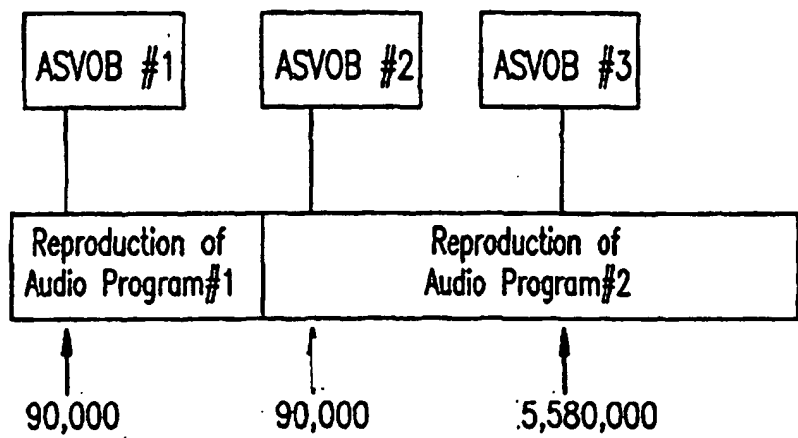 ASVOB #1 ASVOB #2 ASVOB #3
Reproduction of Audio Program#1
Reproduction of Audio Program#2
90,000 90,000 5,580,000